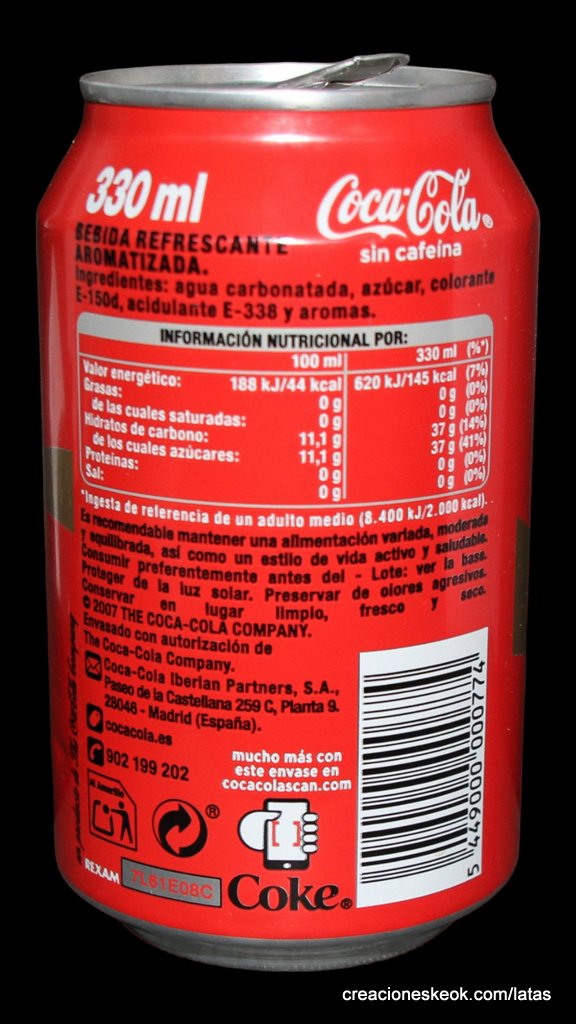 330 ml
Coca-Cola®
sin cafeína
BEBIDA REFRESCANTE
AROMATIZADA.
Ingredientes: agua carbonatada, azúcar, colorante
E-150d, acidulante E-338 y aromas.
INFORMACIÓN NUTRICIONAL POR:
100 ml 330 ml (%*)
Valor energético: 188 kJ/44 kcal 620 kJ/145 kcal (7%)
Grasas: 0 g 0 g (0%)
de las cuales saturadas: 0 g 0 g (0%)
Hidratos de carbono: 11,1 g 37 g (14%)
de los cuales azúcares: 11,1 g 37 g (41%)
Proteínas: 0 g 0 g (0%)
Sal: 0 g 0 g (0%)
*Ingesta de referencia de un adulto medio (8.400 kJ/2.000 kcal).
Es recomendable mantener una alimentación variada, moderada
y equilibrada, así como un estilo de vida activo y saludable.
Consumir preferentemente antes del - Lote: ver la base.
Proteger de la luz solar. Preservar de olores agresivos.
Conservar en lugar limpio, fresco y seco.
© 2007 THE COCA-COLA COMPANY.
Envasado con autorización de
The Coca-Cola Company.
Coca-Cola Iberian Partners, S.A.,
Paseo de la Castellana 259 C, Planta 9.
28046 - Madrid (España).
cocacola.es
902 199 202
mucho más con
este envase en
cocacolascan.com
Al Amarillo
®
REXAM
7L61E08C
Coke®
5 449000 000774
un producto de The Coca-Cola Company
creacioneskeok.com/latas